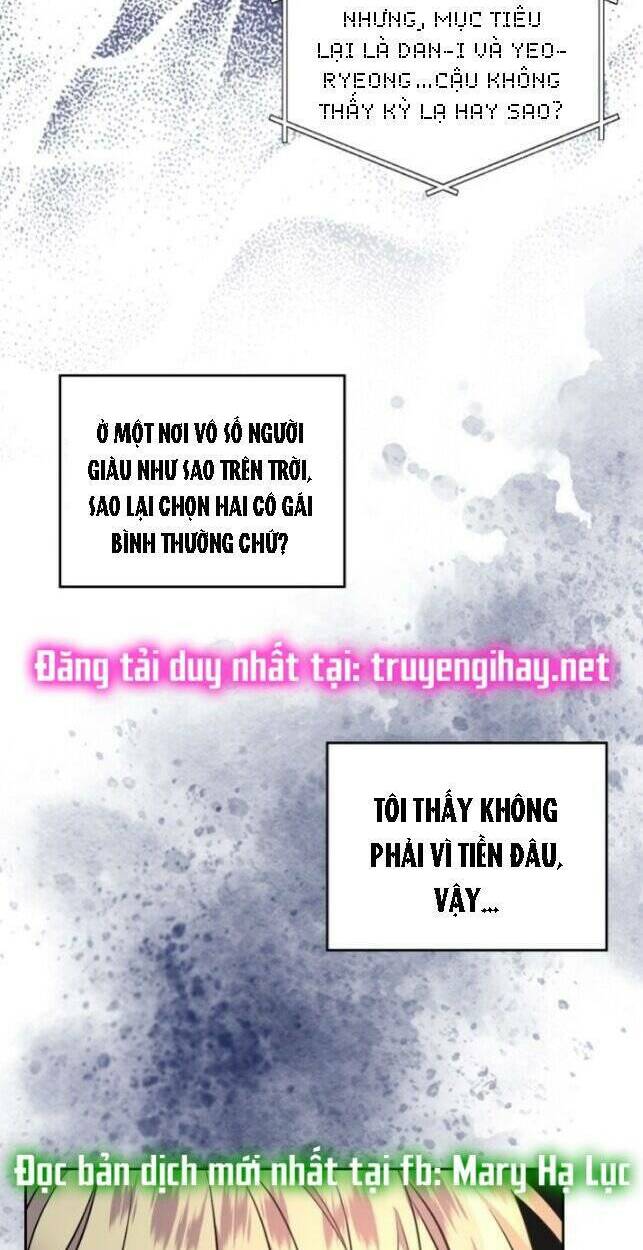 NHƯNG, MỤC TIÊU
LẠI LÀ DAN-I VÀ YEO-
RYEONG...CẬU KHÔNG
THẤY KỲ LẠ HAY SAO?
Ở MỘT NƠI VÔ SỐ NGƯỜI
GIÀU NHƯ SAO TRÊN TRỜI,
SAO LẠI CHỌN HAI CÔ GÁI
BÌNH THƯỜNG CHỨ?
Đăng tải duy nhất tại: truyengihay.net
TÔI THẤY KHÔNG
PHẢI VÌ TIỀN ĐÂU,
VẬY...
Đọc bản dịch mới nhất tại fb: Mary Hạ Lục